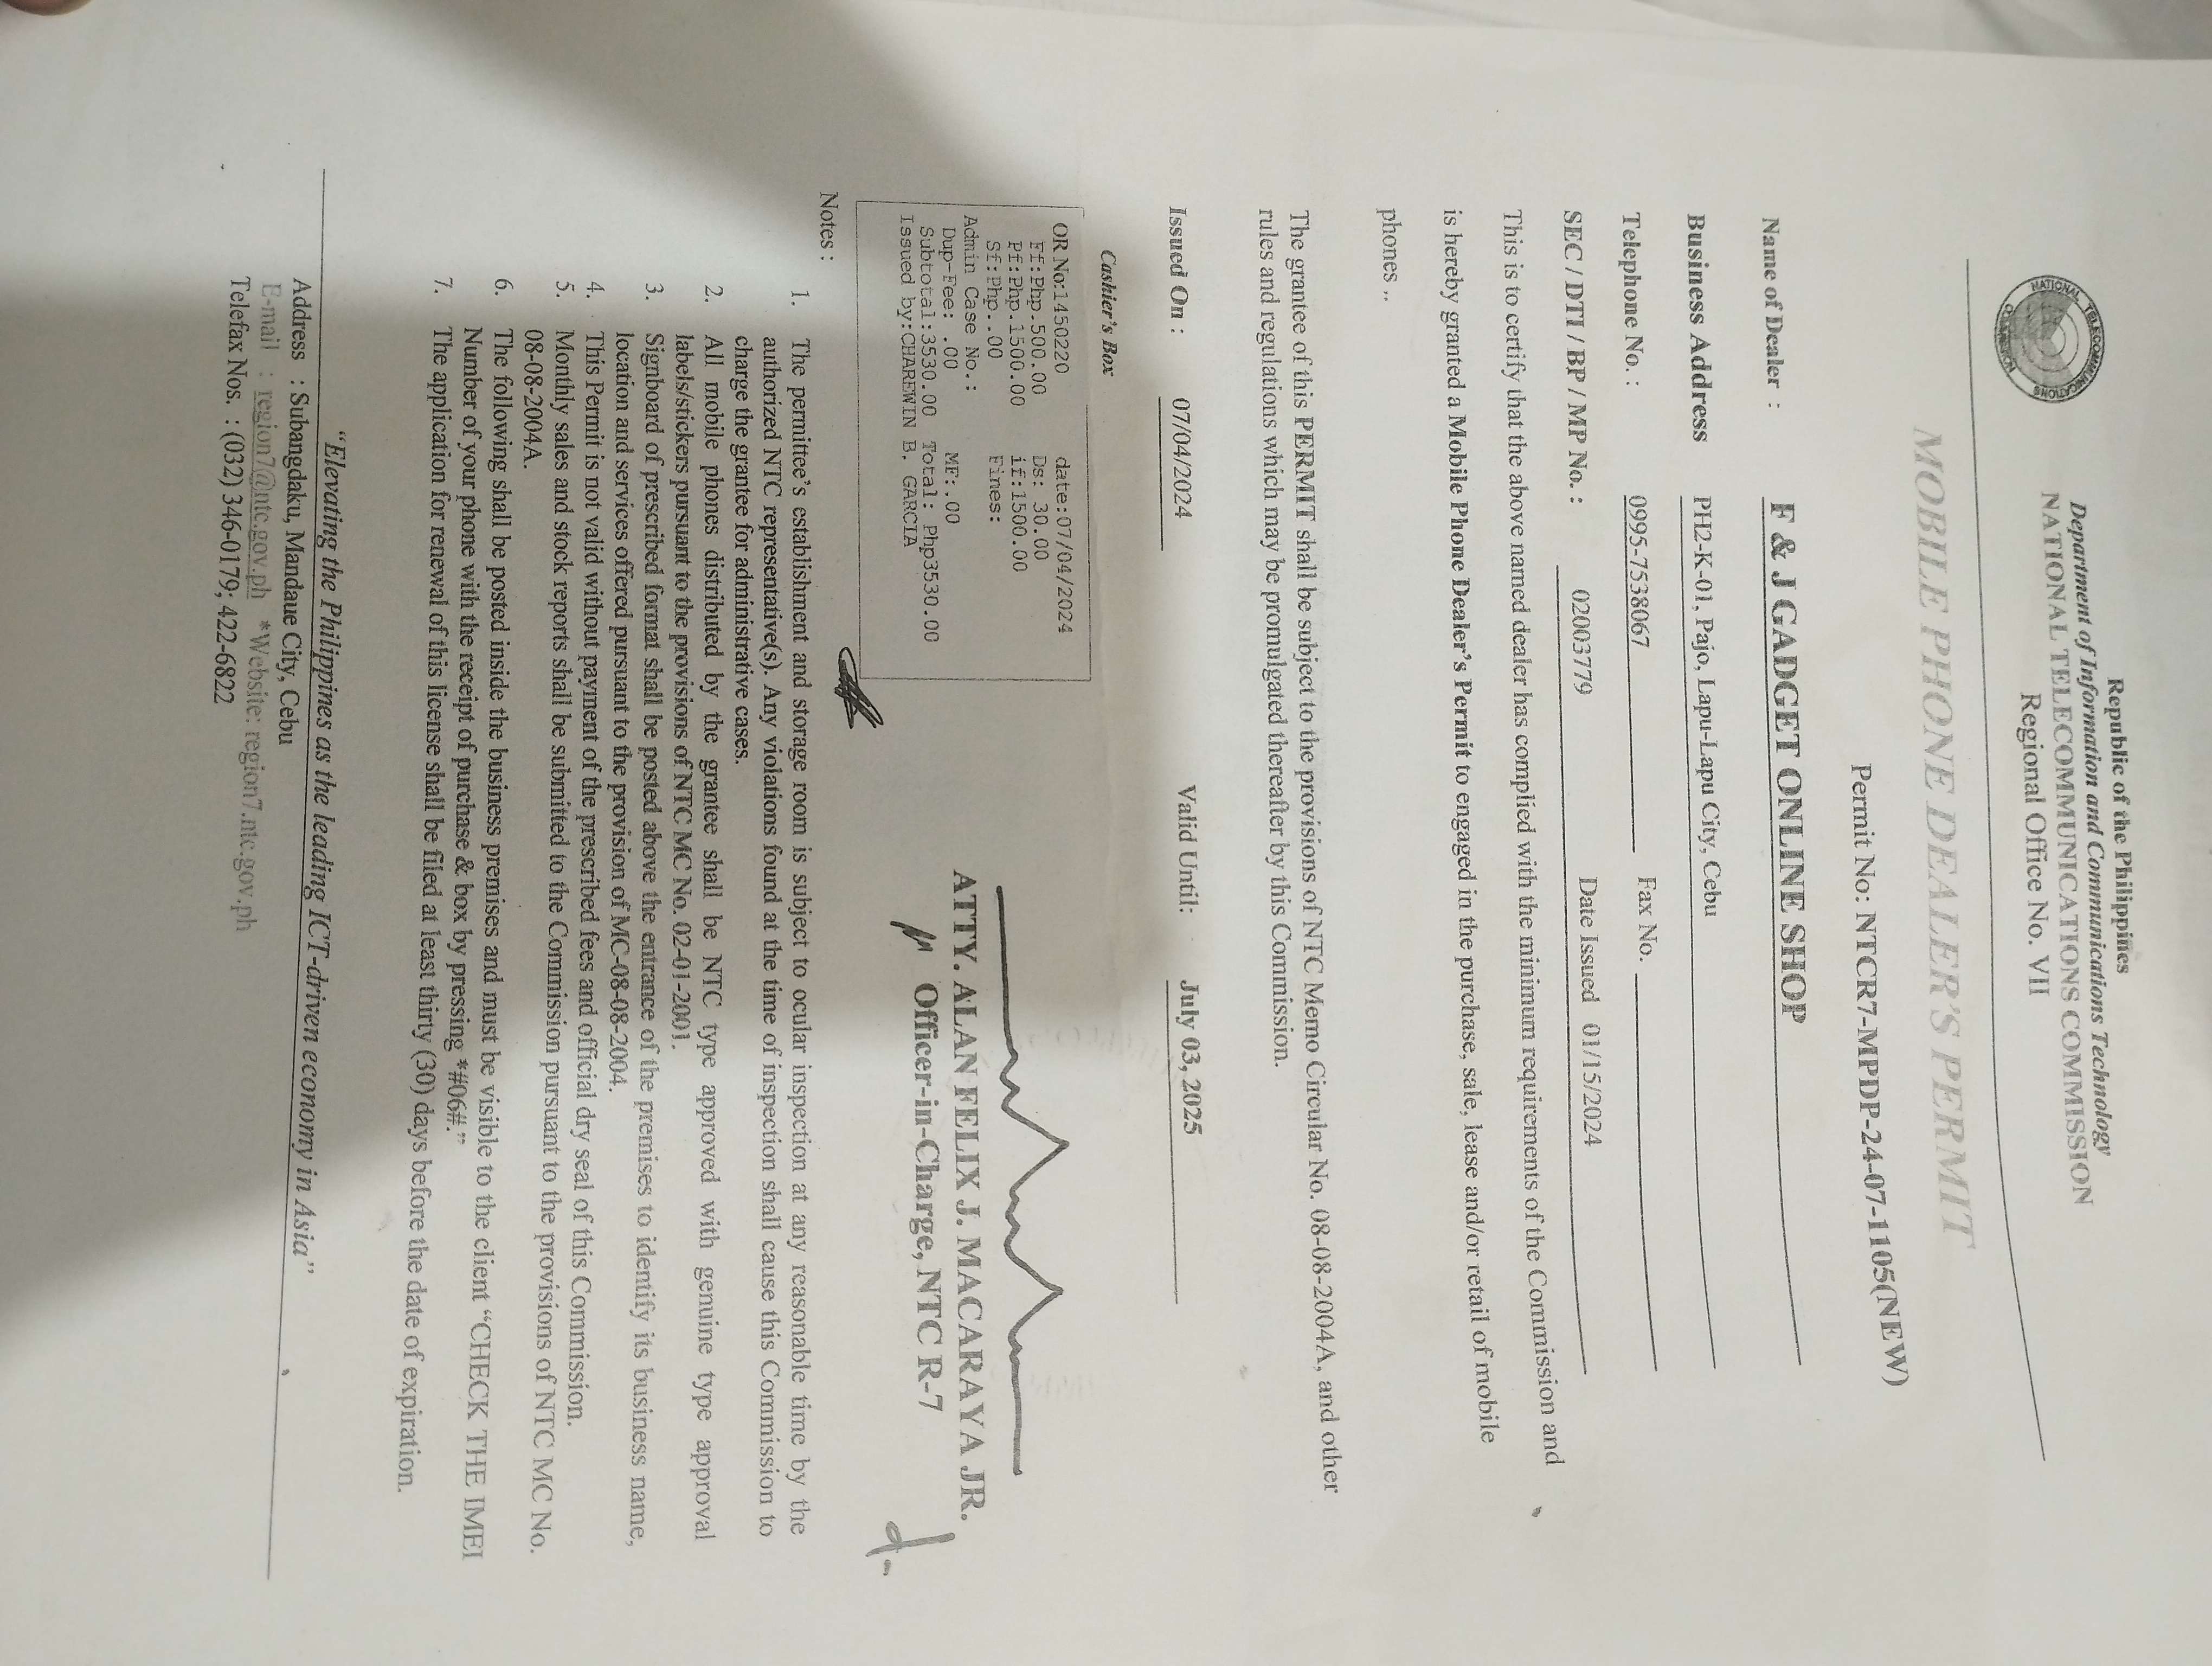 NATIONAL TELECOMMUNICATIONS COMMISSION
Republic of the Philippines
Department of Information and Communications Technology
NATIONAL TELECOMMUNICATIONS COMMISSION
Regional Office No. VII
MOBILE PHONE DEALER'S PERMIT
Permit No: NTCR7-MPDP-24-07-1105(NEW)
Name of Dealer : F & J GADGET ONLINE SHOP
Business Address PH2-K-01, Pajo, Lapu-Lapu City, Cebu
Telephone No. : 0995-7538067 Fax No.
SEC / DTI / BP / MP No. : 02003779 Date Issued 01/15/2024
This is to certify that the above named dealer has complied with the minimum requirements of the Commission and
is hereby granted a Mobile Phone Dealer's Permit to engaged in the purchase, sale, lease and/or retail of mobile
phones ..
The grantee of this PERMIT shall be subject to the provisions of NTC Memo Circular No. 08-08-2004A, and other
rules and regulations which may be promulgated thereafter by this Commission.
Issued On : 07/04/2024 Valid Until: July 03, 2025
Cashier's Box
OR No:1450220 date:07/04/2024
Ff:Php.500.00 Ds: 30.00
Pf:Php.1500.00 if:1500.00
Sf:Php..00 Fines:
Admin Case No.:
Dup-Fee: .00 MF:.00
Subtotal:3530.00 Total: Php3530.00
Issued by:CHAREWIN B. GARCIA
ATTY. ALAN FELIX J. MACARAYA JR.
Officer-in-Charge, NTC R-7
Notes :
1. The permittee's establishment and storage room is subject to ocular inspection at any reasonable time by the
authorized NTC representative(s). Any violations found at the time of inspection shall cause this Commission to
charge the grantee for administrative cases.
2. All mobile phones distributed by the grantee shall be NTC type approved with genuine type approval
labels/stickers pursuant to the provisions of NTC MC No. 02-01-2001.
3. Signboard of prescribed format shall be posted above the entrance of the premises to identify its business name,
location and services offered pursuant to the provision of MC-08-08-2004.
4. This Permit is not valid without payment of the prescribed fees and official dry seal of this Commission.
5. Monthly sales and stock reports shall be submitted to the Commission pursuant to the provisions of NTC MC No.
08-08-2004A.
6. The following shall be posted inside the business premises and must be visible to the client "CHECK THE IMEI
Number of your phone with the receipt of purchase & box by pressing *#06#."
7. The application for renewal of this license shall be filed at least thirty (30) days before the date of expiration.
"Elevating the Philippines as the leading ICT-driven economy in Asia"
Address : Subangdaku, Mandaue City, Cebu
E-mail : region7@ntc.gov.ph *Website: region7.ntc.gov.ph
Telefax Nos. : (032) 346-0179; 422-6822